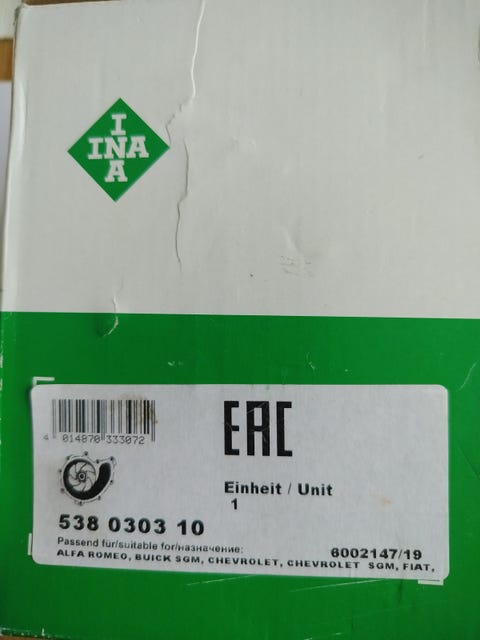 I
INA
A
EAC
4 014870 333072
Einheit / Unit
1
538 0303 10
Passend für/suitable for/назначение:
6002147/19
ALFA ROMEO, BUICK SGM, CHEVROLET, CHEVROLET SGM, FIAT,